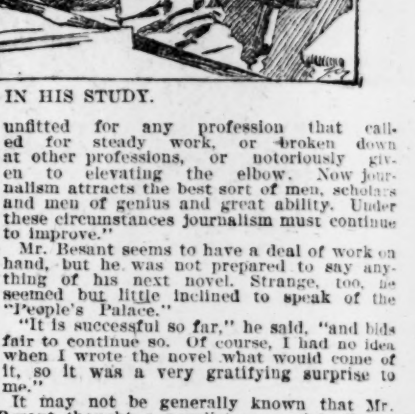 IN HIS STUDY.
unfitted for any profession that call-
ed for steady work, or broken down
at other professions, or notoriously giv-
en to elevating the elbow. Now jour-
nalism attracts the best sort of men, scholars
and men of genius and great ability. Under
these circumstances journalism must continue
to improve."
Mr. Besant seems to have a deal of work on
hand, but he was not prepared to say any-
thing of his next novel. Strange, too, he
seemed but little inclined to speak of the
"People's Palace."
"It is successful so far," he said, "and bids
fair to continue so. Of course, I had no idea
when I wrote the novel what would come of
it, so it was a very gratifying surprise to
me."
It may not be generally known that Mr.